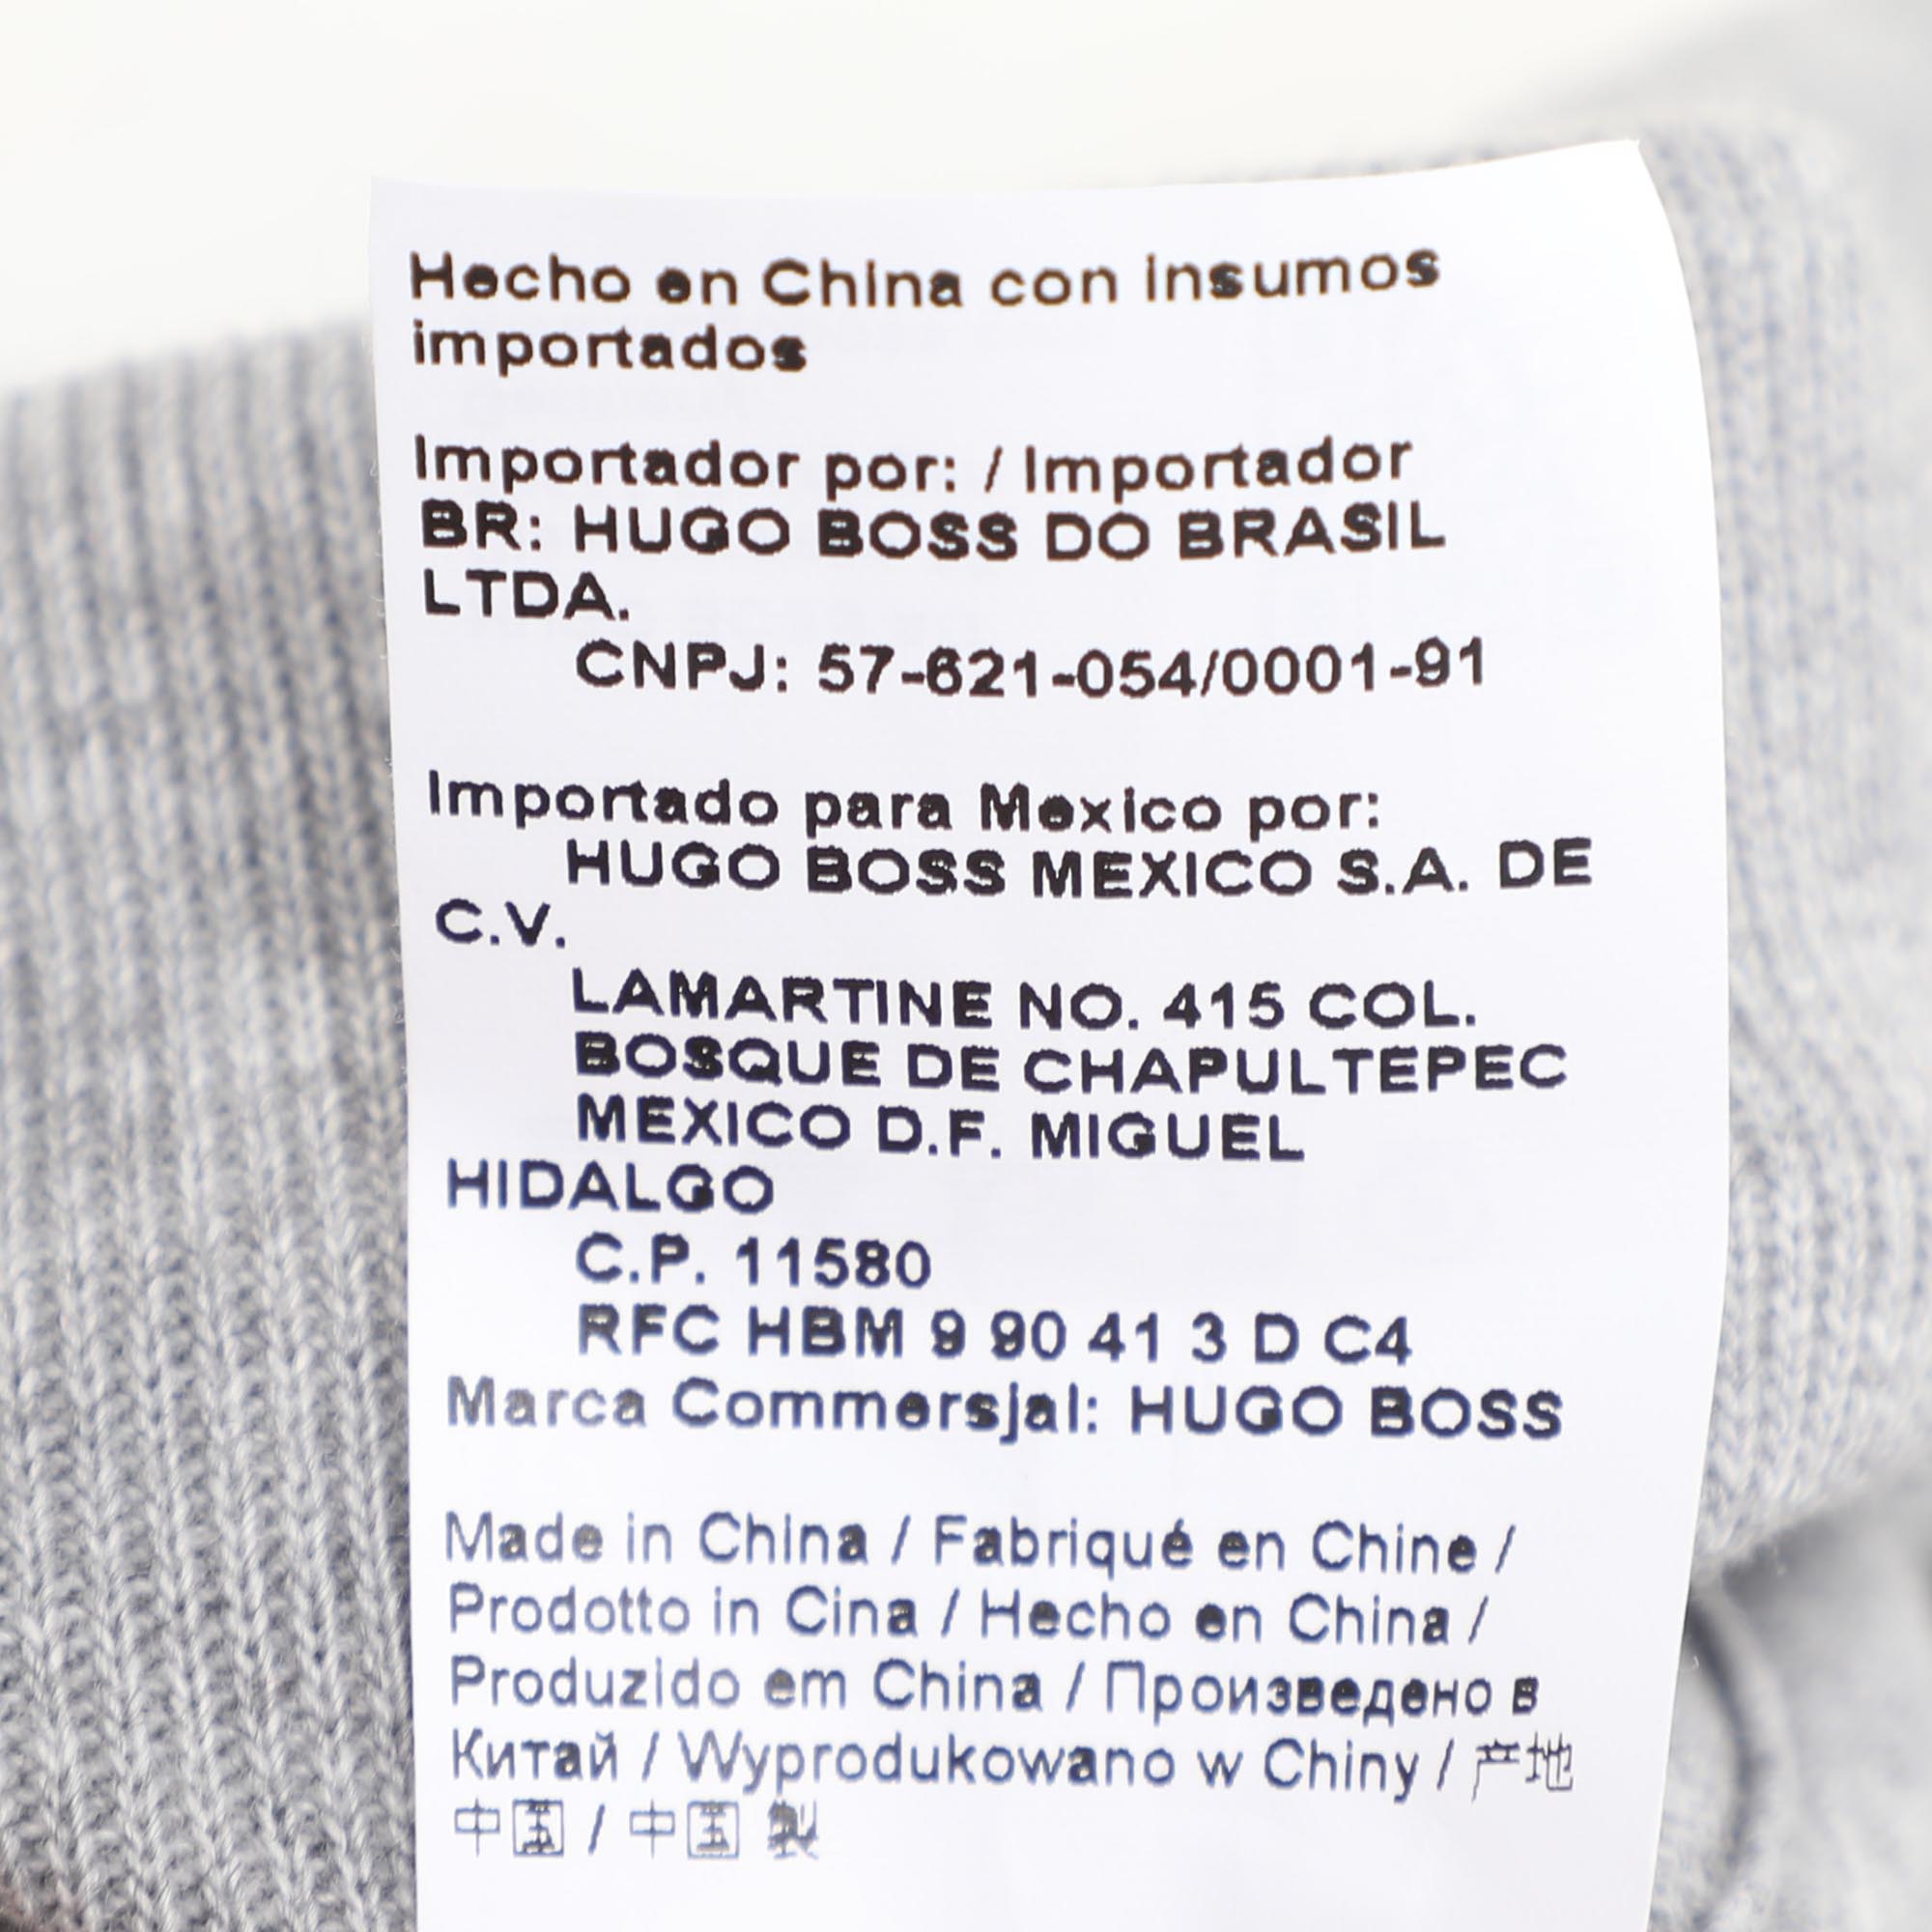 Hecho en China con insumos
importados
Importador por: / Importador
BR: HUGO BOSS DO BRASIL
LTDA.
CNPJ: 57-621-054/0001-91
Importado para Mexico por:
HUGO BOSS MEXICO S.A. DE
C.V.
LAMARTINE NO. 415 COL.
BOSQUE DE CHAPULTEPEC
MEXICO D.F. MIGUEL
HIDALGO
C.P. 11580
RFC HBM 9 90 41 3 D C4
Marca Commersjal: HUGO BOSS
Made in China / Fabriqué en Chine /
Prodotto in Cina / Hecho en China /
Produzido em China / Произведено в
Китай / Wyprodukowano w Chiny / 产地
中国 / 中国 製